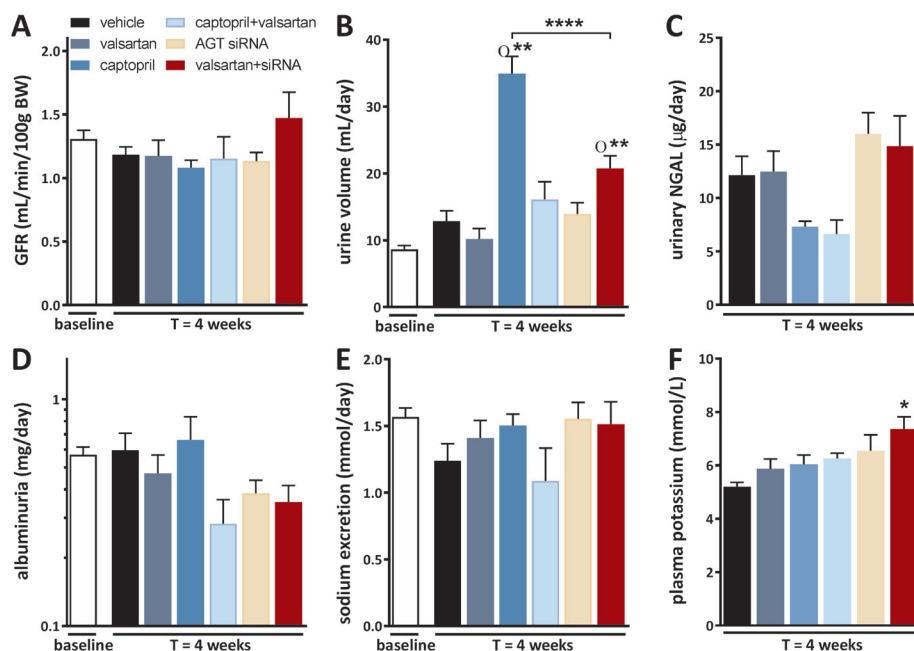 A
vehicle
valsartan
captopril
captopril+valsartan
AGT siRNA
valsartan+siRNA
GFR (mL/min/100g BW)
2.0
1.5
1.0
0.5
0.0
baseline
T = 4 weeks
B
urine volume (mL/day)
40
30
20
10
0
O**
****
O**
baseline
T = 4 weeks
C
urinary NGAL (µg/day)
25
20
15
10
5
0
T = 4 weeks
D
albuminuria (mg/day)
1
0.1
baseline
T = 4 weeks
E
sodium excretion (mmol/day)
2.0
1.5
1.0
0.5
0.0
baseline
T = 4 weeks
F
plasma potassium (mmol/L)
10
8
6
4
2
0
*
T = 4 weeks